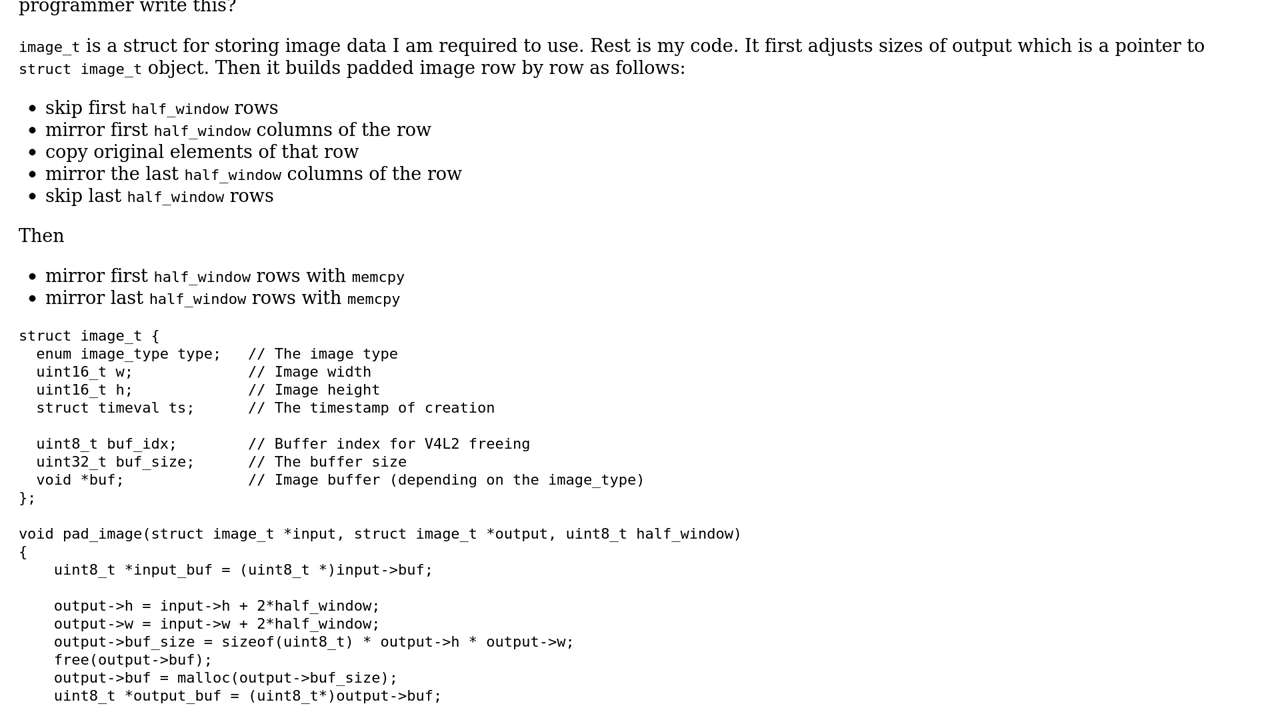 programmer write this?
image_t is a struct for storing image data I am required to use. Rest is my code. It first adjusts sizes of output which is a pointer to
struct image_t object. Then it builds padded image row by row as follows:
• skip first half_window rows
• mirror first half_window columns of the row
• copy original elements of that row
• mirror the last half_window columns of the row
• skip last half_window rows
Then
• mirror first half_window rows with memcpy
• mirror last half_window rows with memcpy
struct image_t {
  enum image_type type;   // The image type
  uint16_t w;             // Image width
  uint16_t h;             // Image height
  struct timeval ts;      // The timestamp of creation

  uint8_t buf_idx;        // Buffer index for V4L2 freeing
  uint32_t buf_size;      // The buffer size
  void *buf;              // Image buffer (depending on the image_type)
};

void pad_image(struct image_t *input, struct image_t *output, uint8_t half_window)
{
    uint8_t *input_buf = (uint8_t *)input->buf;

    output->h = input->h + 2*half_window;
    output->w = input->w + 2*half_window;
    output->buf_size = sizeof(uint8_t) * output->h * output->w;
    free(output->buf);
    output->buf = malloc(output->buf_size);
    uint8_t *output_buf = (uint8_t*)output->buf;